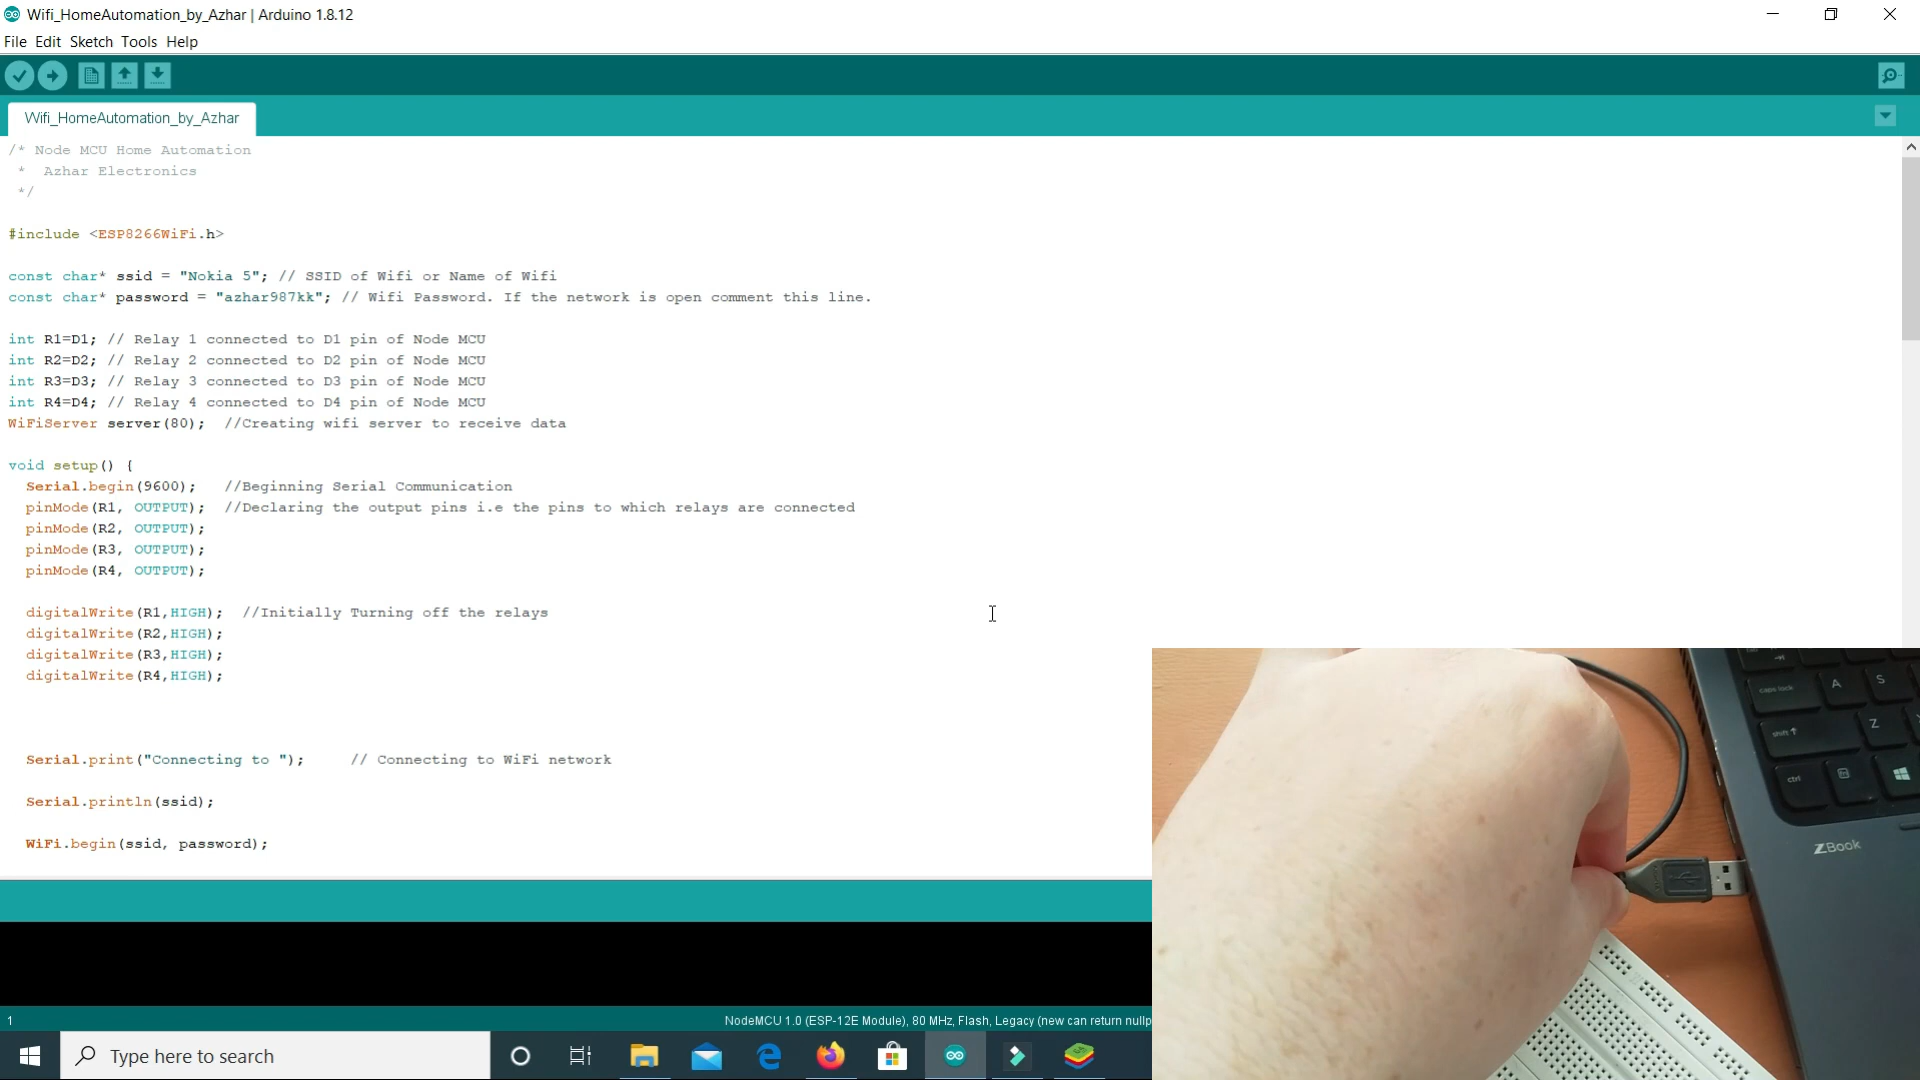 Wifi_HomeAutomation_by_Azhar | Arduino 1.8.12
File Edit Sketch Tools Help
Wifi_HomeAutomation_by_Azhar
/* Node MCU Home Automation
 *  Azhar Electronics
 */
#include <ESP8266WiFi.h>
const char* ssid = "Nokia 5"; // SSID of Wifi or Name of Wifi
const char* password = "azhar987kk"; // Wifi Password. If the network is open comment this line.
int R1=D1; // Relay 1 connected to D1 pin of Node MCU
int R2=D2; // Relay 2 connected to D2 pin of Node MCU
int R3=D3; // Relay 3 connected to D3 pin of Node MCU
int R4=D4; // Relay 4 connected to D4 pin of Node MCU
WiFiServer server(80);  //Creating wifi server to receive data
void setup() {
  Serial.begin(9600);   //Beginning Serial Communication
  pinMode(R1, OUTPUT);  //Declaring the output pins i.e the pins to which relays are connected
  pinMode(R2, OUTPUT);
  pinMode(R3, OUTPUT);
  pinMode(R4, OUTPUT);
  digitalWrite(R1,HIGH);  //Initially Turning off the relays
  digitalWrite(R2,HIGH);
  digitalWrite(R3,HIGH);
  digitalWrite(R4,HIGH);
  Serial.print("Connecting to ");     // Connecting to WiFi network
  Serial.println(ssid);
  WiFi.begin(ssid, password);
caps lock A S
shift Z
ctrl fn
ZBook
1
NodeMCU 1.0 (ESP-12E Module), 80 MHz, Flash, Legacy (new can return nullp
Type here to search